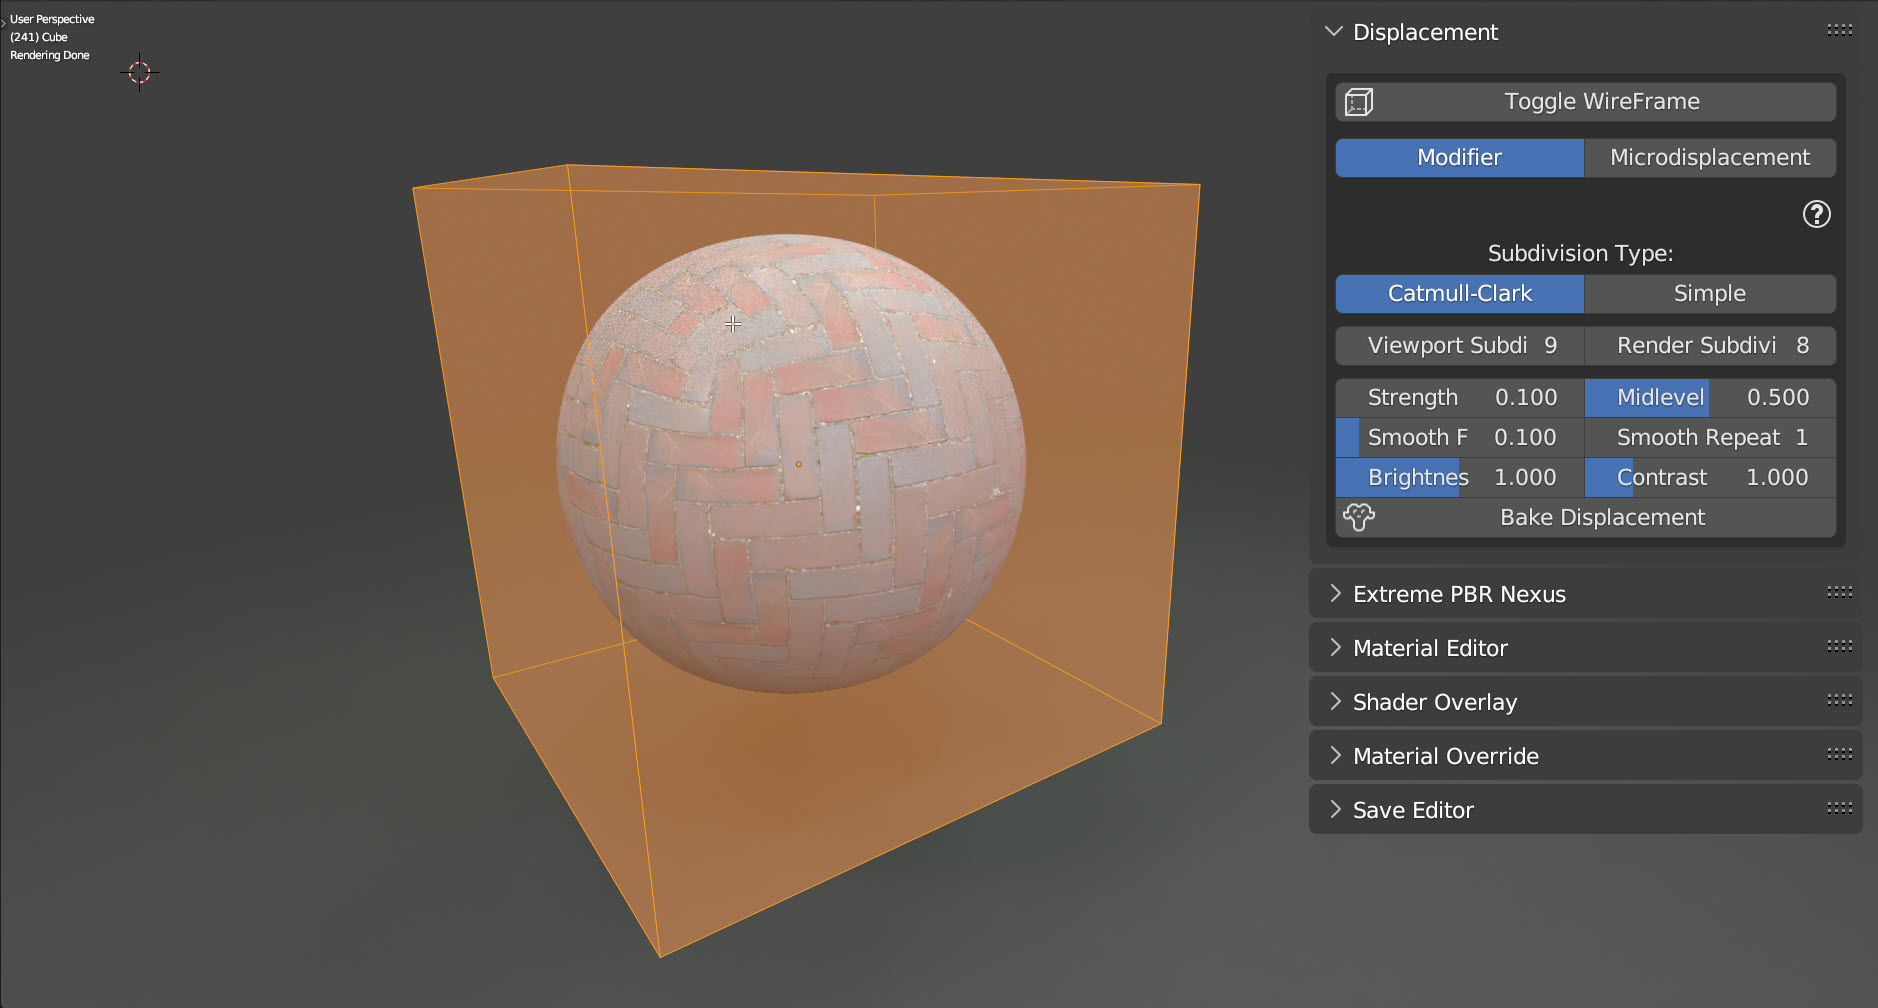 User Perspective
(241) Cube
Rendering Done
Displacement
Toggle WireFrame
Modifier Microdisplacement
?
Subdivision Type:
Catmull-Clark Simple
Viewport Subdi 9 Render Subdivi 8
Strength 0.100 Midlevel 0.500
Smooth F 0.100 Smooth Repeat 1
Brightnes 1.000 Contrast 1.000
Bake Displacement
Extreme PBR Nexus
Material Editor
Shader Overlay
Material Override
Save Editor